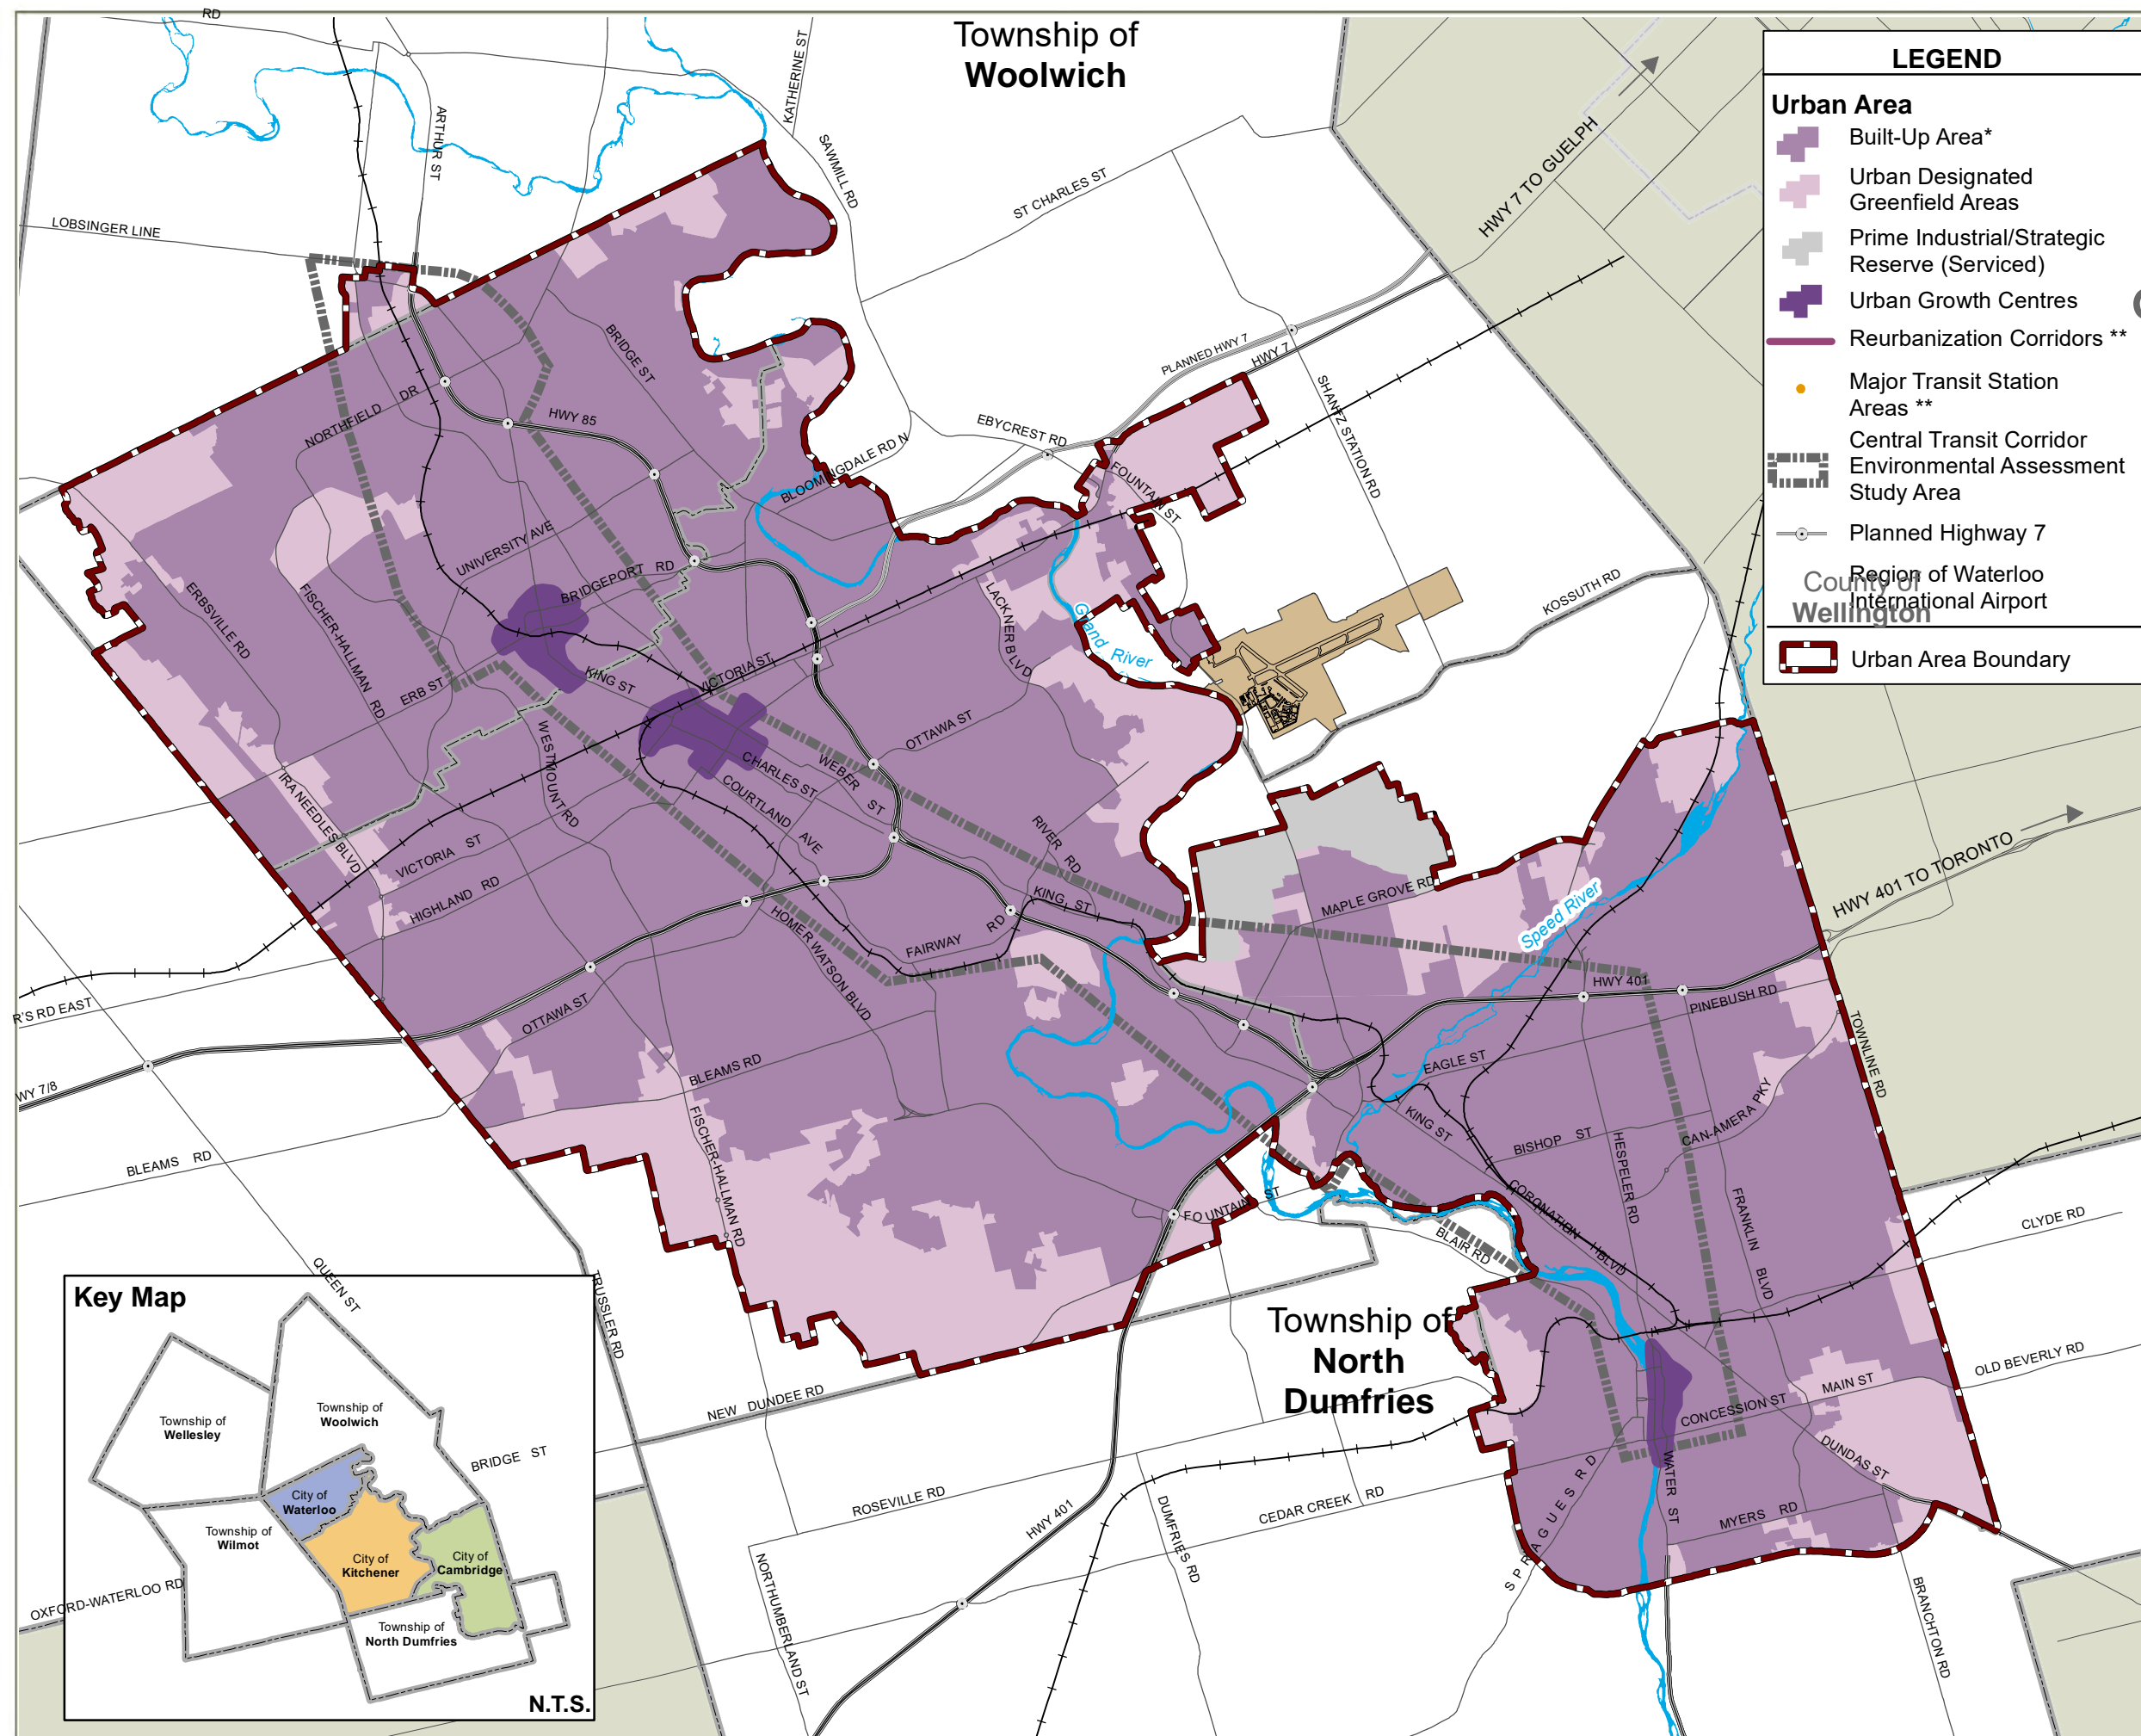 RD
Township of
Woolwich
KATHERINE ST
ARTHUR ST
SAWMILL RD
ST CHARLES ST
HWY 7 TO GUELPH
LOBSINGER LINE
BRIDGE ST
PLANNED HWY 7
HWY 7
SHANTZ STATION RD
NORTHFIELD DR
HWY 85
EBYCREST RD
BLOOMINGDALE RD N
FOUNTAIN ST
UNIVERSITY AVE
BRIDGEPORT RD
ERBSVILLE RD
FISCHER-HALLMAN RD
LACKNER BLVD
Grand River
KOSSUTH RD
ERB ST
KING ST
VICTORIA ST
WESTMOUNT RD
OTTAWA ST
CHARLES ST
WEBER ST
COURTLAND AVE
IRA NEEDLES BLVD
VICTORIA ST
HIGHLAND RD
RIVER RD
KING ST
FAIRWAY RD
HOMER WATSON BLVD
MAPLE GROVE RD
Speed River
HWY 401 TO TORONTO
HWY 401
PINEBUSH RD
TOWNLINE RD
R'S RD EAST
WY 7/8
OTTAWA ST
BLEAMS RD
EAGLE ST
CAN-AMERA PKY
KING ST
BISHOP ST
HESPELER RD
FISCHER-HALLMAN RD
BLEAMS RD
FOUNTAIN ST
BLAIR RD
CORONATION BLVD
FRANKLIN BLVD
CLYDE RD
QUEEN ST
TRUSSLER RD
Township of
North
Dumfries
OLD BEVERLY RD
MAIN ST
CONCESSION ST
NEW DUNDEE RD
DUNDAS ST
WATER ST
BRIDGE ST
ROSEVILLE RD
CEDAR CREEK RD
SPRAGUES RD
MYERS RD
HWY 401
DUMFRIES RD
NORTHUMBERLAND ST
BRANCHTON RD
OXFORD-WATERLOO RD
LEGEND
Urban Area
Built-Up Area*
Urban Designated
Greenfield Areas
Prime Industrial/Strategic
Reserve (Serviced)
Urban Growth Centres
Reurbanization Corridors **
Major Transit Station
Areas **
Central Transit Corridor
Environmental Assessment
Study Area
Planned Highway 7
Region of Waterloo
International Airport
County of
Wellington
Urban Area Boundary
Key Map
Township of
Wellesley
Township of
Woolwich
City of
Waterloo
Township of
Wilmot
City of
Kitchener
City of
Cambridge
Township of
North Dumfries
N.T.S.